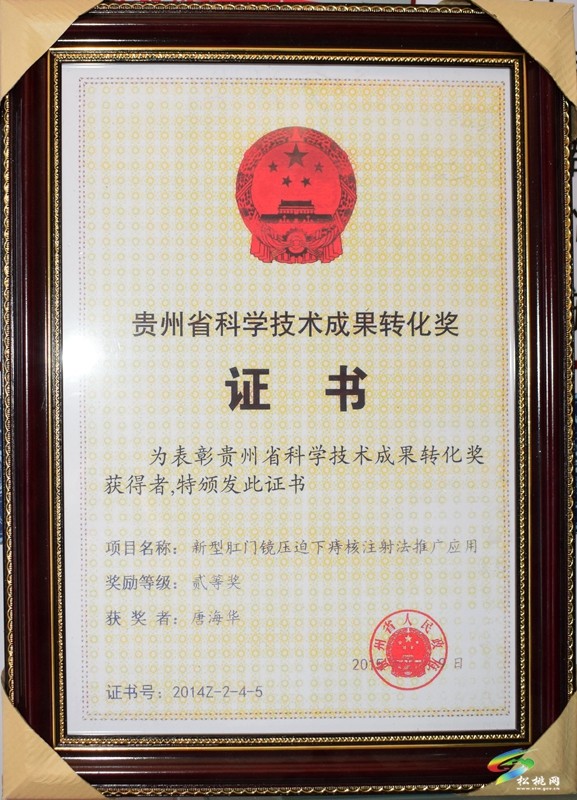 贵州省科学技术成果转化奖
证 书
为表彰贵州省科学技术成果转化奖
获得者,特颁发此证书
项目名称：新型肛门镜压迫下痔核注射法推广应用
奖励等级：贰等奖
获 奖 者：唐海华
贵州省人民政府
日
证书号：2014Z-2-4-5
松桃网